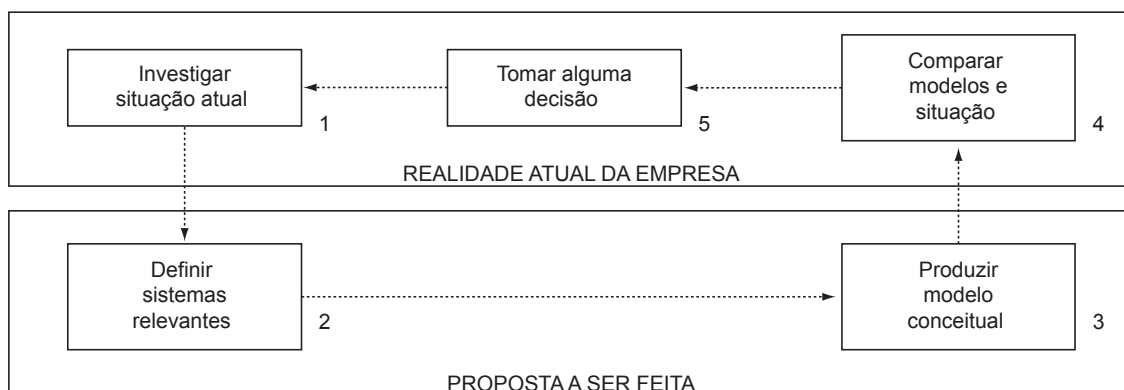 Investigar
situação atual
1
Tomar alguma
decisão
5
Comparar
modelos e
situação
4
REALIDADE ATUAL DA EMPRESA
Definir
sistemas
relevantes
2
Produzir
modelo
conceitual
3
PROPOSTA A SER FEITA